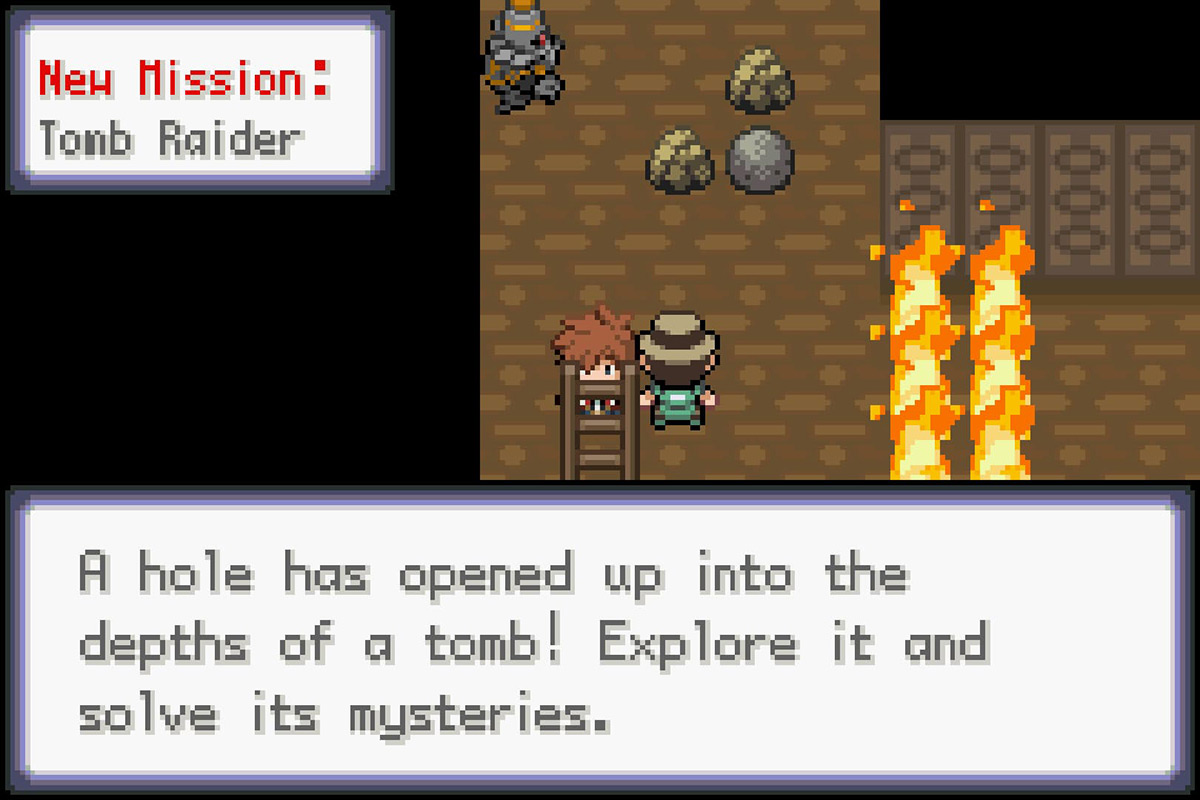 New Mission:
Tomb Raider
A hole has opened up into the
depths of a tomb! Explore it and
solve its mysteries.